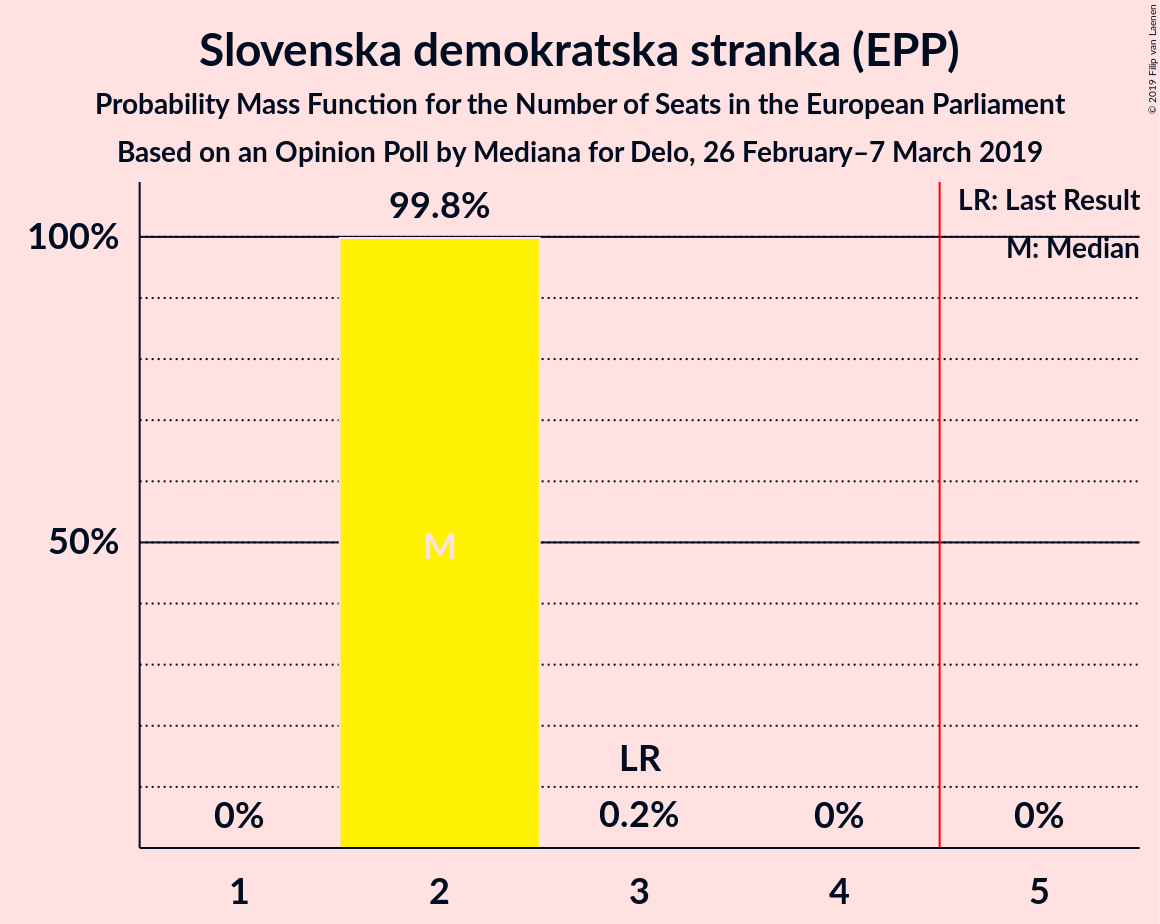 Slovenska demokratska stranka (EPP)
Probability Mass Function for the Number of Seats in the European Parliament
Based on an Opinion Poll by Mediana for Delo, 26 February–7 March 2019
© 2019 Filip van Laenen
99.8%
LR: Last Result
100%
M: Median
50%
M
LR
0%
0.2%
0%
0%
1 2 3 4 5